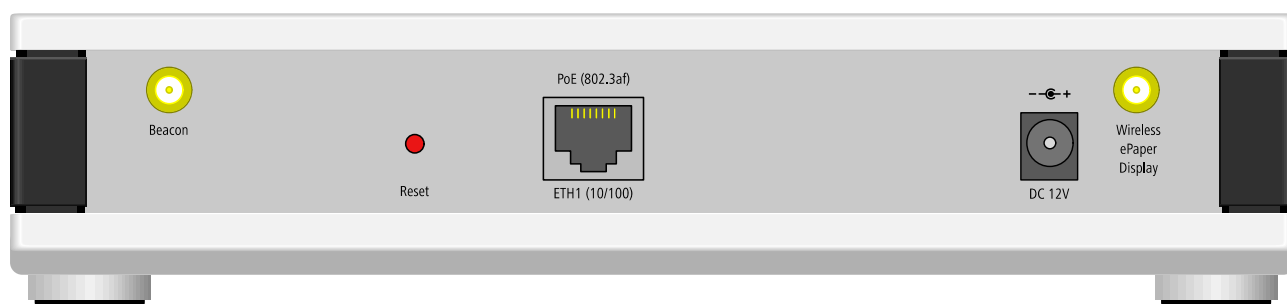 Beacon
Reset
PoE (802.3af)
ETH1 (10/100)
DC 12V
Wireless
ePaper
Display